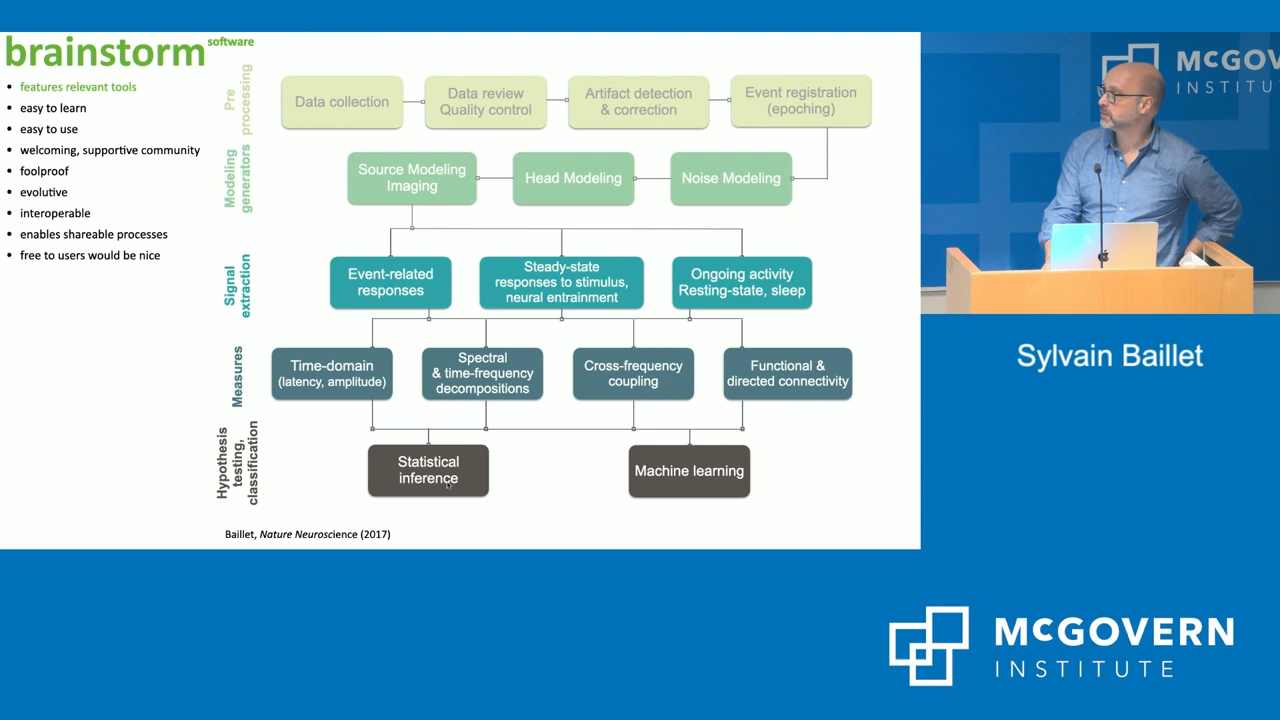 brainstorm software
• features relevant tools
• easy to learn
• easy to use
• welcoming, supportive community
• foolproof
• evolutive
• interoperable
• enables shareable processes
• free to users would be nice
Pre
processing
Data collection
Data review
Quality control
Artifact detection
& correction
Event registration
(epoching)
Modeling
generators
Source Modeling
Imaging
Head Modeling
Noise Modeling
Signal
extraction
Event-related
responses
Steady-state
responses to stimulus,
neural entrainment
Ongoing activity
Resting-state, sleep
Measures
Time-domain
(latency, amplitude)
Spectral
& time-frequency
decompositions
Cross-frequency
coupling
Functional &
directed connectivity
Hypothesis
testing,
classification
Statistical
inference
Machine learning
Baillet, Nature Neuroscience (2017)
McGOVERN
INSTITUTE
Sylvain Baillet
McGOVERN
INSTITUTE